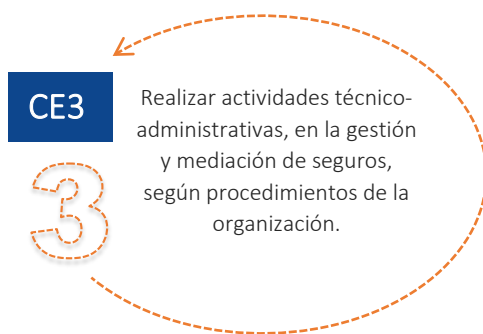 CE3
3
Realizar actividades técnico-
administrativas, en la gestión
y mediación de seguros,
según procedimientos de la
organización.